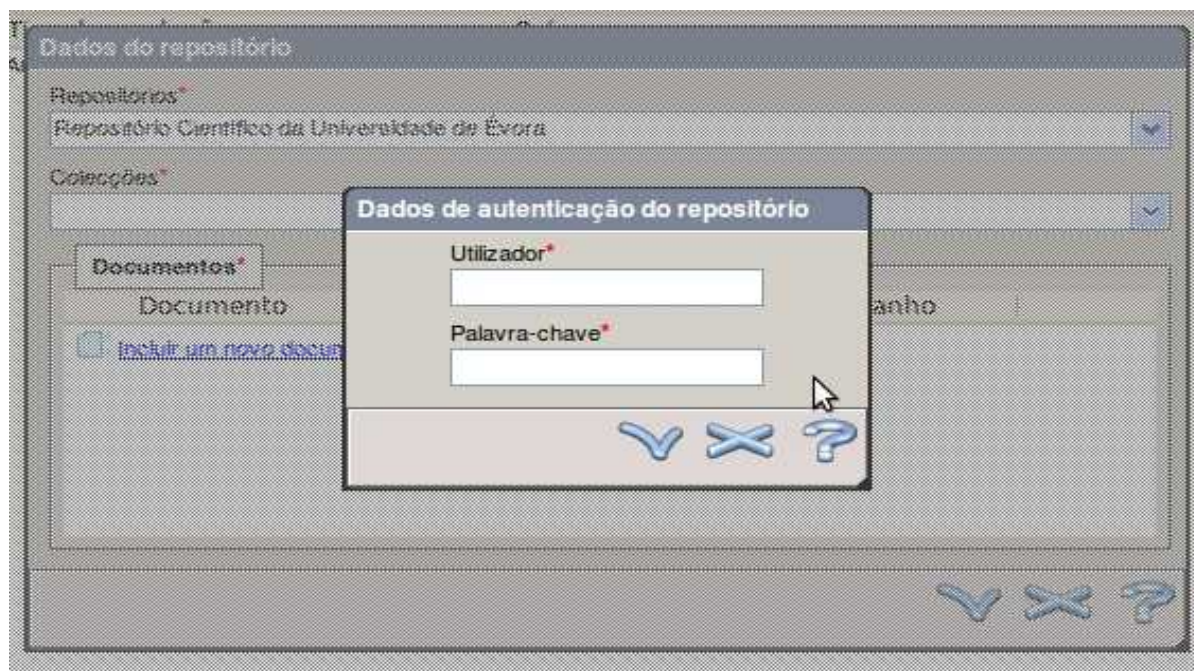 Dados do repositório
Repositorios*
Repositório Científico da Universidade de Évora
Colecções*
Dados de autenticação do repositório
Utilizador*
Palavra-chave*
Documentos*
Documento
anho
Incluir um novo docum